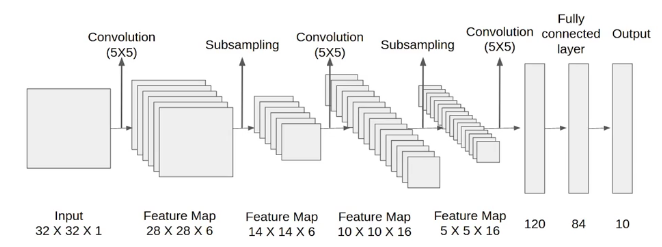 Convolution
(5X5)
Subsampling
Convolution
(5X5)
Subsampling
Convolution
(5X5)
Fully
connected
layer
Output
Input
32 X 32 X 1
Feature Map
28 X 28 X 6
Feature Map
14 X 14 X 6
Feature Map
10 X 10 X 16
Feature Map
5 X 5 X 16
120
84
10